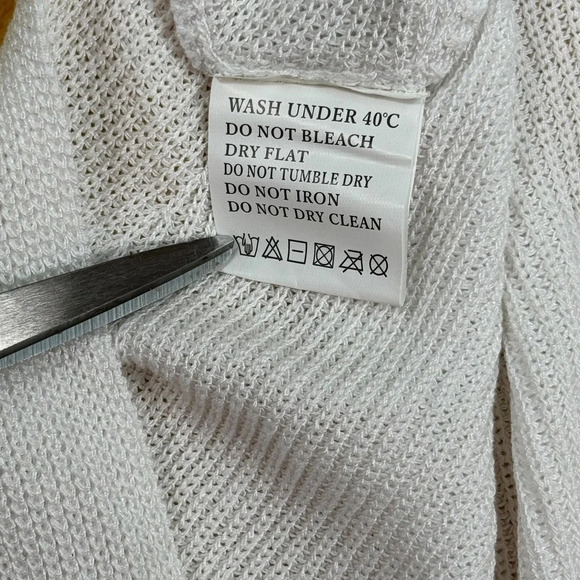 WASH UNDER 40℃
DO NOT BLEACH
DRY FLAT
DO NOT TUMBLE DRY
DO NOT IRON
DO NOT DRY CLEAN